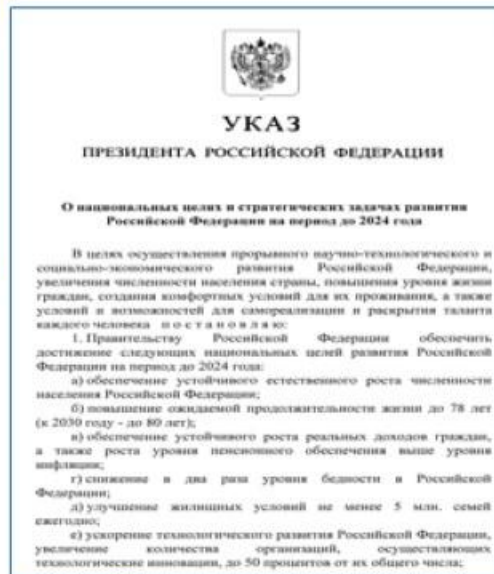 УКАЗ
ПРЕЗИДЕНТА РОССИЙСКОЙ ФЕДЕРАЦИИ
О национальных целях и стратегических задачах развития
Российской Федерации на период до 2024 года
В целях осуществления прорывного научно-технологического и
социально-экономического развития Российской Федерации,
увеличения численности населения страны, повышения уровня жизни
граждан, создания комфортных условий для их проживания, а также
условий и возможностей для самореализации и раскрытия таланта
каждого человека п о с т а н о в л я ю:
1. Правительству Российской Федерации обеспечить
достижение следующих национальных целей развития Российской
Федерации на период до 2024 года:
а) обеспечение устойчивого естественного роста численности
населения Российской Федерации;
б) повышение ожидаемой продолжительности жизни до 78 лет
(к 2030 году - до 80 лет);
в) обеспечение устойчивого роста реальных доходов граждан,
а также роста уровня пенсионного обеспечения выше уровня
инфляции;
г) снижение в два раза уровня бедности в Российской
Федерации;
д) улучшение жилищных условий не менее 5 млн. семей
ежегодно;
е) ускорение технологического развития Российской Федерации,
увеличение количества организаций, осуществляющих
технологические инновации, до 50 процентов от их общего числа;